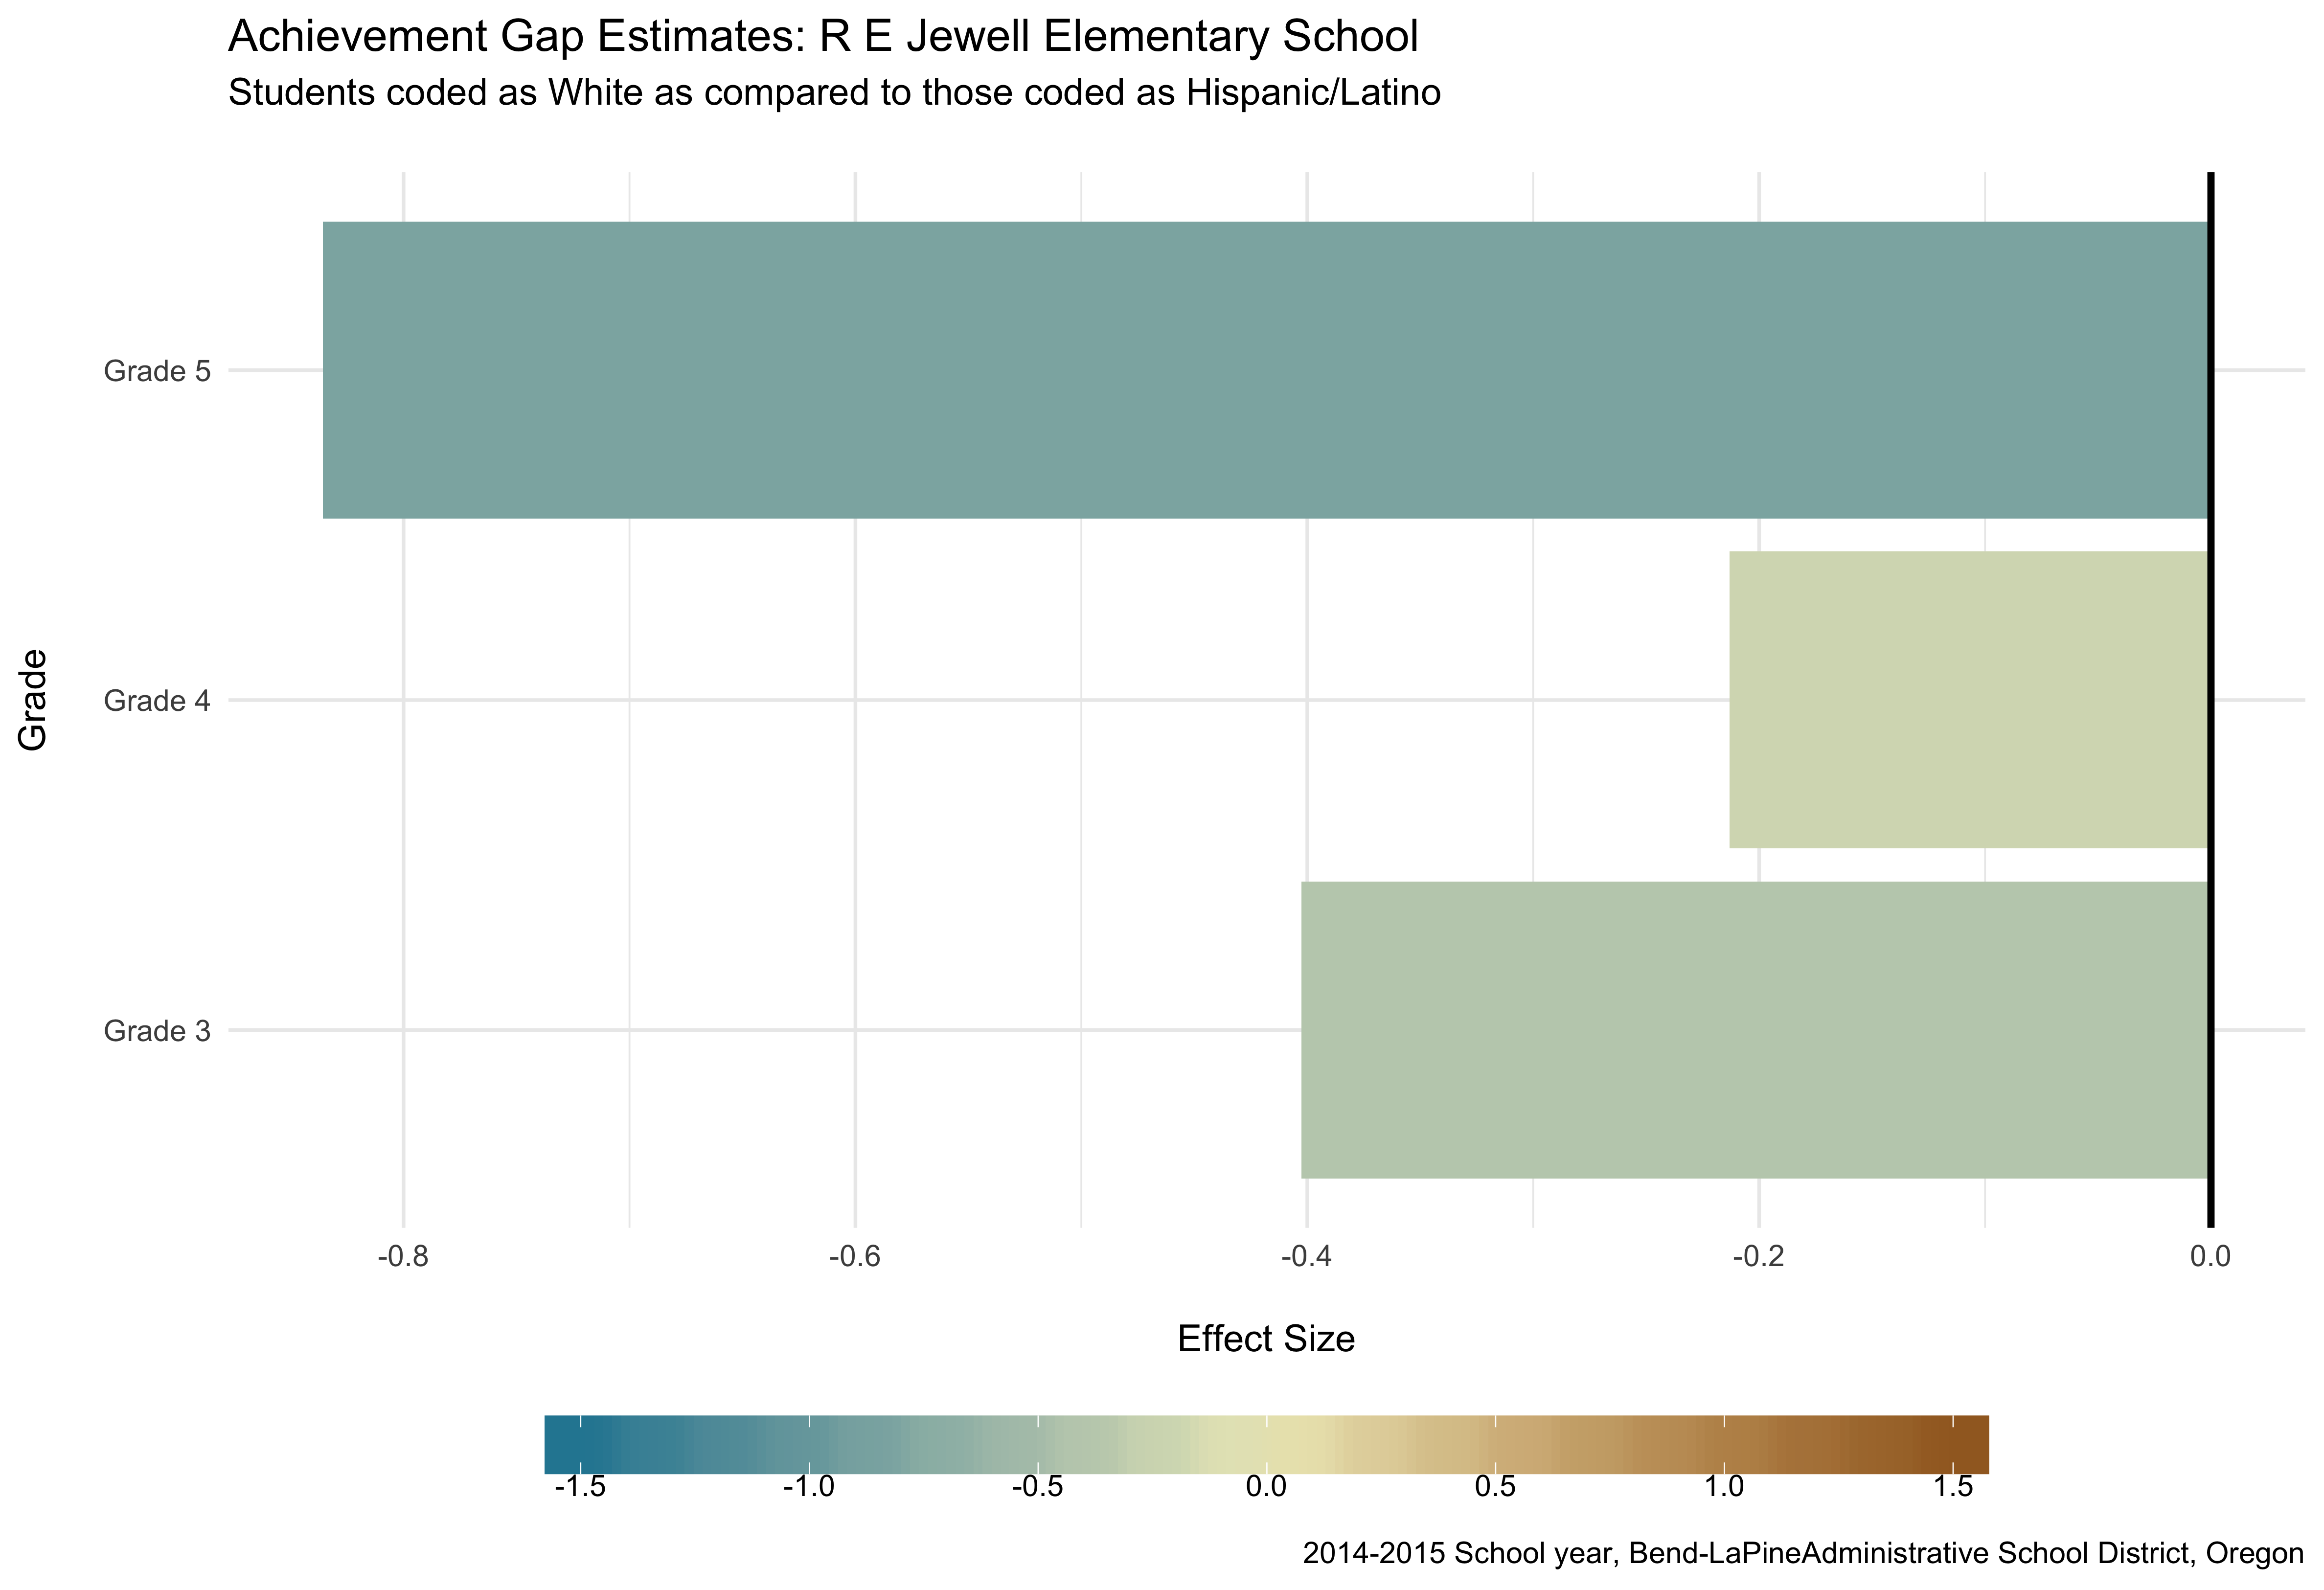 Achievement Gap Estimates: R E Jewell Elementary School
Students coded as White as compared to those coded as Hispanic/Latino
Grade
Grade 5
Grade 4
Grade 3
-0.8 -0.6 -0.4 -0.2 0.0
Effect Size
-1.5 -1.0 -0.5 0.0 0.5 1.0 1.5
2014-2015 School year, Bend-LaPineAdministrative School District, Oregon